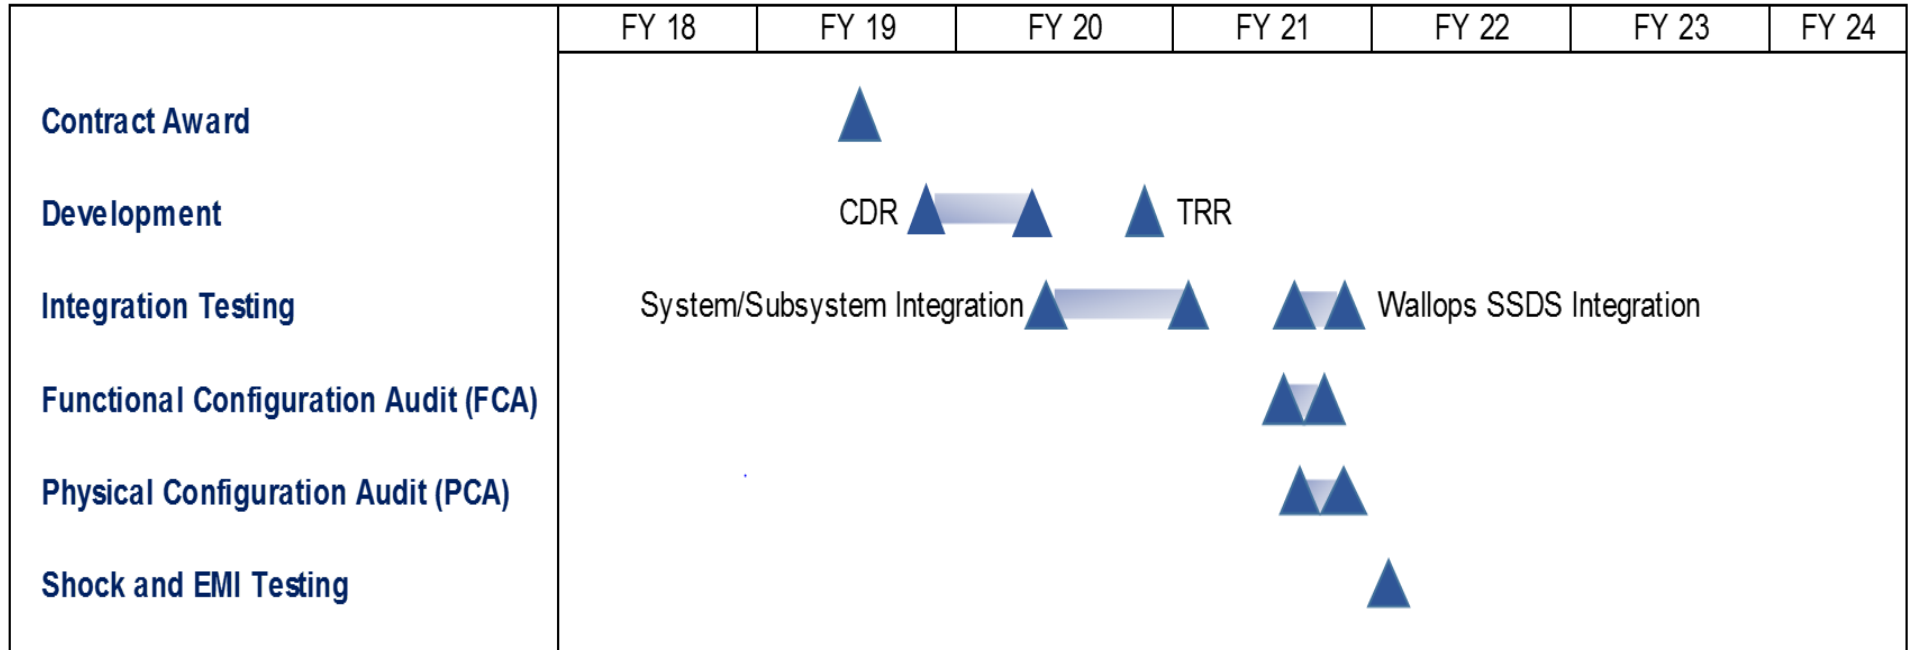 FY 18 FY 19 FY 20 FY 21 FY 22 FY 23 FY 24
Contract Award
Development CDR TRR
Integration Testing System/Subsystem Integration Wallops SSDS Integration
Functional Configuration Audit (FCA)
Physical Configuration Audit (PCA)
Shock and EMI Testing